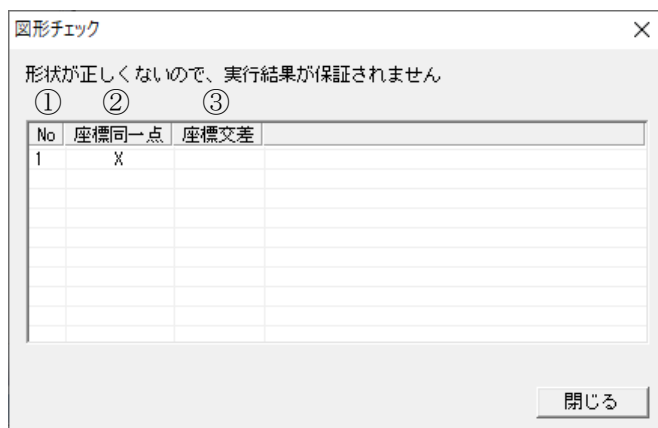 図形チェック
形状が正しくないので、実行結果が保証されません
① ② ③
No 座標同一点 座標交差
1 X
閉じる